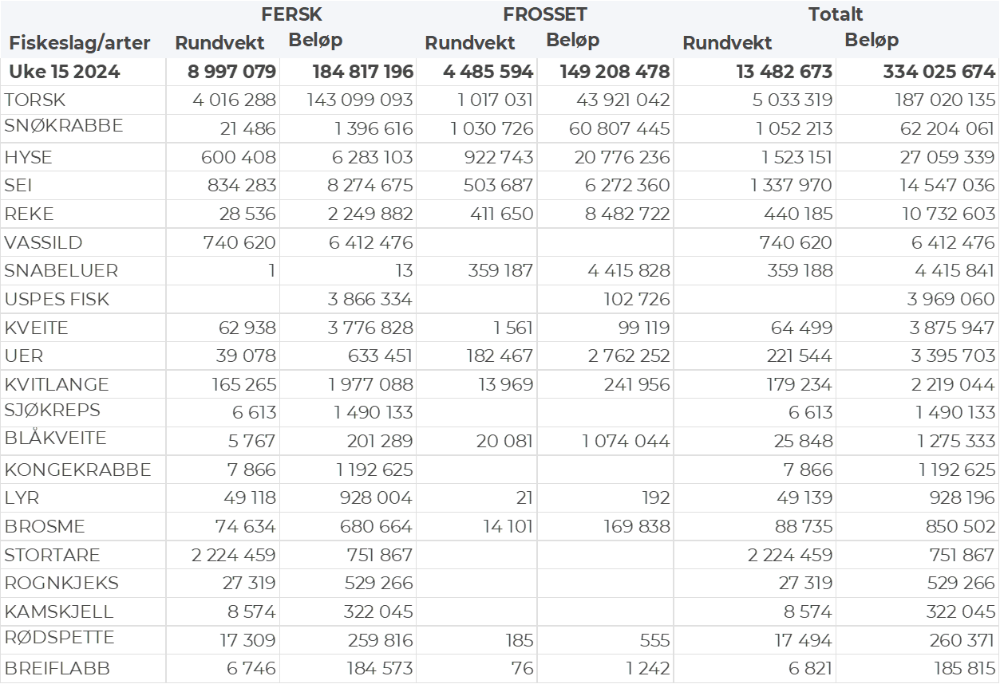 FERSK FROSSET Totalt
Fiskeslag/arter Rundvekt Beløp Rundvekt Beløp Rundvekt Beløp
Uke 15 2024 8 997 079 184 817 196 4 485 594 149 208 478 13 482 673 334 025 674
TORSK 4 016 288 143 099 093 1 017 031 43 921 042 5 033 319 187 020 135
SNØKRABBE 21 486 1 396 616 1 030 726 60 807 445 1 052 213 62 204 061
HYSE 600 408 6 283 103 922 743 20 776 236 1 523 151 27 059 339
SEI 834 283 8 274 675 503 687 6 272 360 1 337 970 14 547 036
REKE 28 536 2 249 882 411 650 8 482 722 440 185 10 732 603
VASSILD 740 620 6 412 476 740 620 6 412 476
SNABELUER 1 13 359 187 4 415 828 359 188 4 415 841
USPES FISK 3 866 334 102 726 3 969 060
KVEITE 62 938 3 776 828 1 561 99 119 64 499 3 875 947
UER 39 078 633 451 182 467 2 762 252 221 544 3 395 703
KVITLANGE 165 265 1 977 088 13 969 241 956 179 234 2 219 044
SJØKREPS 6 613 1 490 133 6 613 1 490 133
BLÅKVEITE 5 767 201 289 20 081 1 074 044 25 848 1 275 333
KONGEKRABBE 7 866 1 192 625 7 866 1 192 625
LYR 49 118 928 004 21 192 49 139 928 196
BROSME 74 634 680 664 14 101 169 838 88 735 850 502
STORTARE 2 224 459 751 867 2 224 459 751 867
ROGNKJEKS 27 319 529 266 27 319 529 266
KAMSKJELL 8 574 322 045 8 574 322 045
RØDSPETTE 17 309 259 816 185 555 17 494 260 371
BREIFLABB 6 746 184 573 76 1 242 6 821 185 815